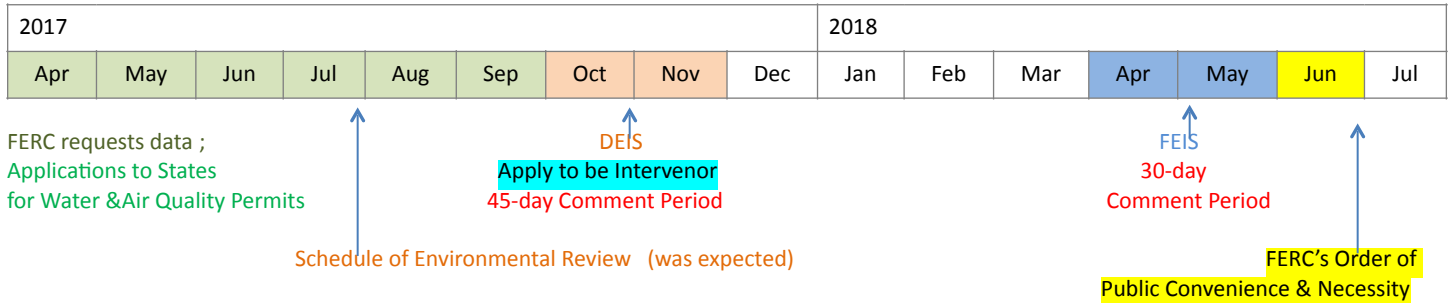 2017 2018
Apr May Jun Jul Aug Sep Oct Nov Dec Jan Feb Mar Apr May Jun Jul
FERC requests data ; DEIS FEIS
Applications to States Apply to be Intervenor 30-day
for Water &Air Quality Permits 45-day Comment Period Comment Period
Schedule of Environmental Review (was expected) FERC's Order of
Public Convenience & Necessity